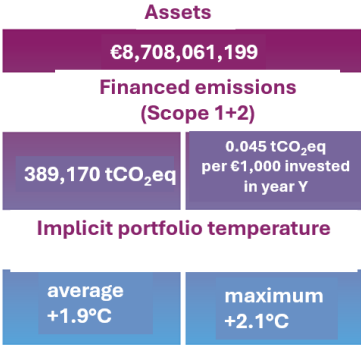 Assets
€8,708,061,199
Financed emissions
(Scope 1+2)
389,170 tCO₂eq
0.045 tCO₂eq
per €1,000 invested
in year Y
Implicit portfolio temperature
average
+1.9°C
maximum
+2.1°C